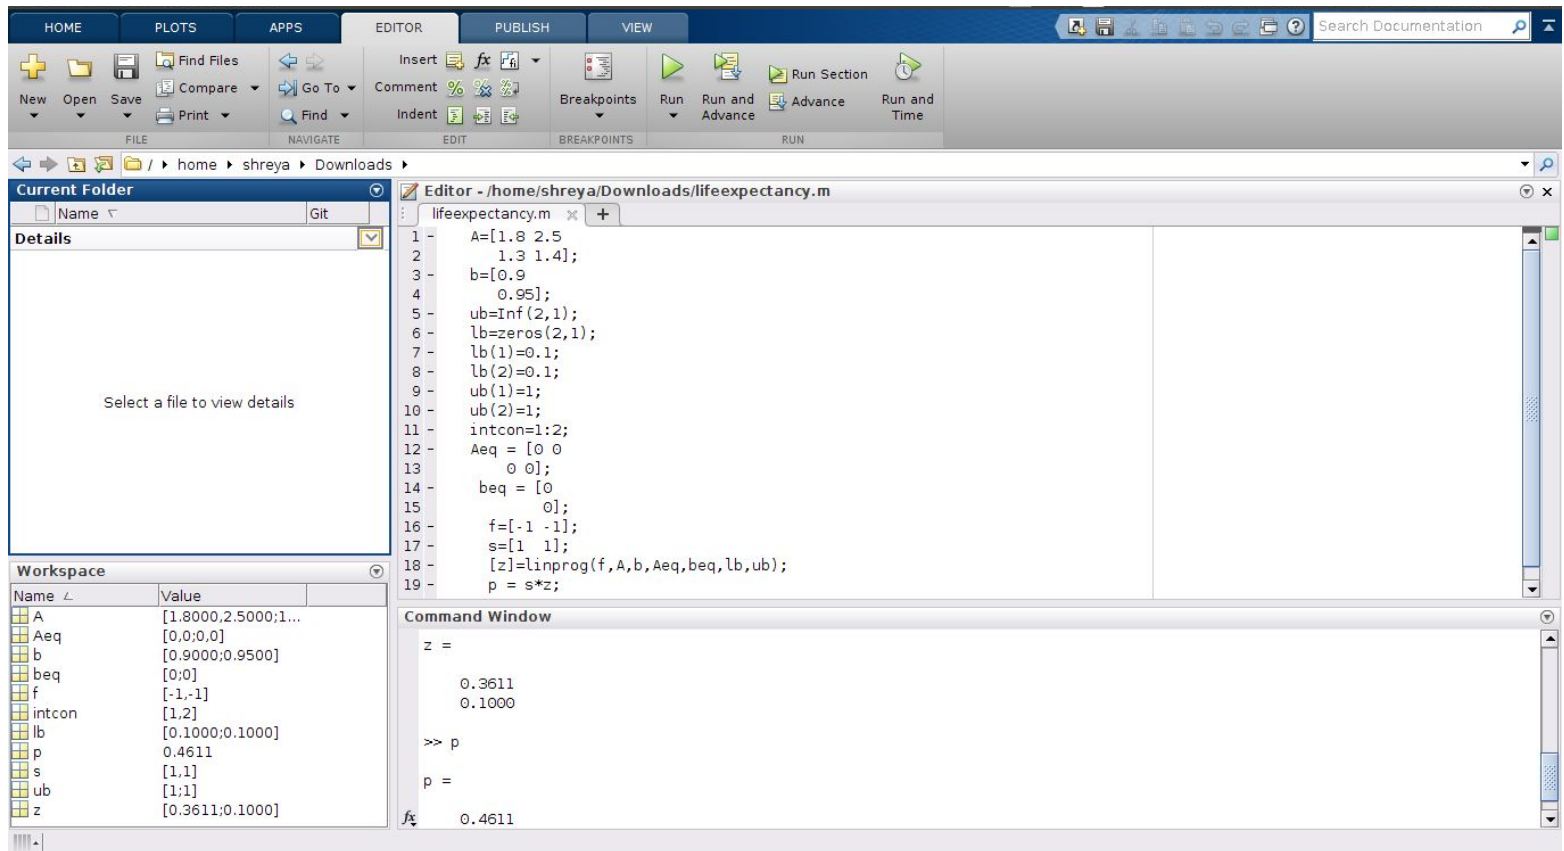 HOME PLOTS APPS EDITOR PUBLISH VIEW Search Documentation
New Open Save
Find Files
Compare
Print
FILE
Go To
Find
NAVIGATE
Insert fx fi
Comment %
Indent
EDIT
Breakpoints
BREAKPOINTS
Run Run and Advance
Run Section
Advance
Run and Time
RUN
/ home shreya Downloads
Current Folder
Name Git
Details
Select a file to view details
Workspace
Name Value
A [1.8000,2.5000;1...
Aeq [0,0;0,0]
b [0.9000;0.9500]
beq [0;0]
f [-1,-1]
intcon [1,2]
lb [0.1000;0.1000]
p 0.4611
s [1,1]
ub [1;1]
z [0.3611;0.1000]
Editor - /home/shreya/Downloads/lifeexpectancy.m
lifeexpectancy.m +
1 - A=[1.8 2.5
2 1.3 1.4];
3 - b=[0.9
4 0.95];
5 - ub=Inf(2,1);
6 - lb=zeros(2,1);
7 - lb(1)=0.1;
8 - lb(2)=0.1;
9 - ub(1)=1;
10 - ub(2)=1;
11 - intcon=1:2;
12 - Aeq = [0 0
13 0 0];
14 - beq = [0
15 0];
16 - f=[-1 -1];
17 - s=[1 1];
18 - [z]=linprog(f,A,b,Aeq,beq,lb,ub);
19 - p = s*z;
Command Window
z =
0.3611
0.1000
>> p
p =
fx 0.4611